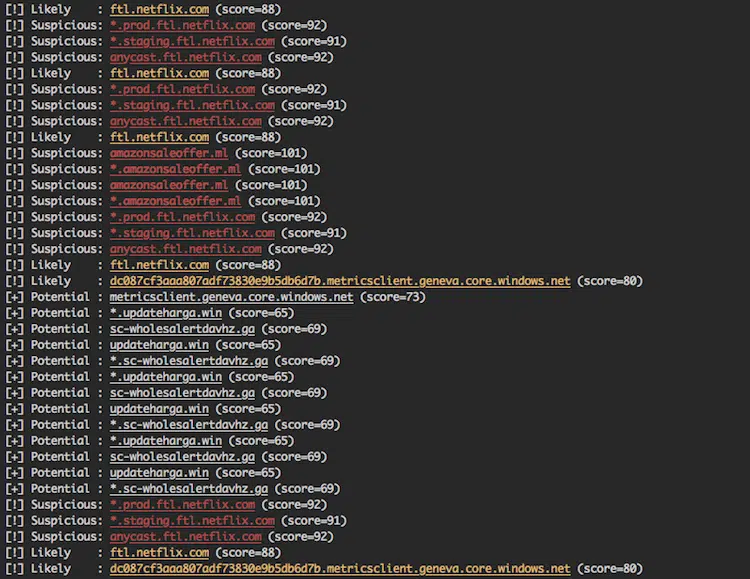 [!] Likely    : ftl.netflix.com (score=88)
[!] Suspicious: *.prod.ftl.netflix.com (score=92)
[!] Suspicious: *.staging.ftl.netflix.com (score=91)
[!] Suspicious: anycast.ftl.netflix.com (score=92)
[!] Likely    : ftl.netflix.com (score=88)
[!] Suspicious: *.prod.ftl.netflix.com (score=92)
[!] Suspicious: *.staging.ftl.netflix.com (score=91)
[!] Suspicious: anycast.ftl.netflix.com (score=92)
[!] Likely    : ftl.netflix.com (score=88)
[!] Suspicious: amazonsaleoffer.ml (score=101)
[!] Suspicious: *.amazonsaleoffer.ml (score=101)
[!] Suspicious: amazonsaleoffer.ml (score=101)
[!] Suspicious: *.amazonsaleoffer.ml (score=101)
[!] Suspicious: *.prod.ftl.netflix.com (score=92)
[!] Suspicious: *.staging.ftl.netflix.com (score=91)
[!] Suspicious: anycast.ftl.netflix.com (score=92)
[!] Likely    : ftl.netflix.com (score=88)
[!] Likely    : dc087cf3aaa807adf73830e9b5db6d7b.metricsclient.geneva.core.windows.net (score=80)
[+] Potential : metricsclient.geneva.core.windows.net (score=73)
[+] Potential : *.updateharga.win (score=65)
[+] Potential : sc-wholesalertdavhz.ga (score=69)
[+] Potential : updateharga.win (score=65)
[+] Potential : *.sc-wholesalertdavhz.ga (score=69)
[+] Potential : *.updateharga.win (score=65)
[+] Potential : sc-wholesalertdavhz.ga (score=69)
[+] Potential : updateharga.win (score=65)
[+] Potential : *.sc-wholesalertdavhz.ga (score=69)
[+] Potential : *.updateharga.win (score=65)
[+] Potential : sc-wholesalertdavhz.ga (score=69)
[+] Potential : updateharga.win (score=65)
[+] Potential : *.sc-wholesalertdavhz.ga (score=69)
[!] Suspicious: *.prod.ftl.netflix.com (score=92)
[!] Suspicious: *.staging.ftl.netflix.com (score=91)
[!] Suspicious: anycast.ftl.netflix.com (score=92)
[!] Likely    : ftl.netflix.com (score=88)
[!] Likely    : dc087cf3aaa807adf73830e9b5db6d7b.metricsclient.geneva.core.windows.net (score=80)